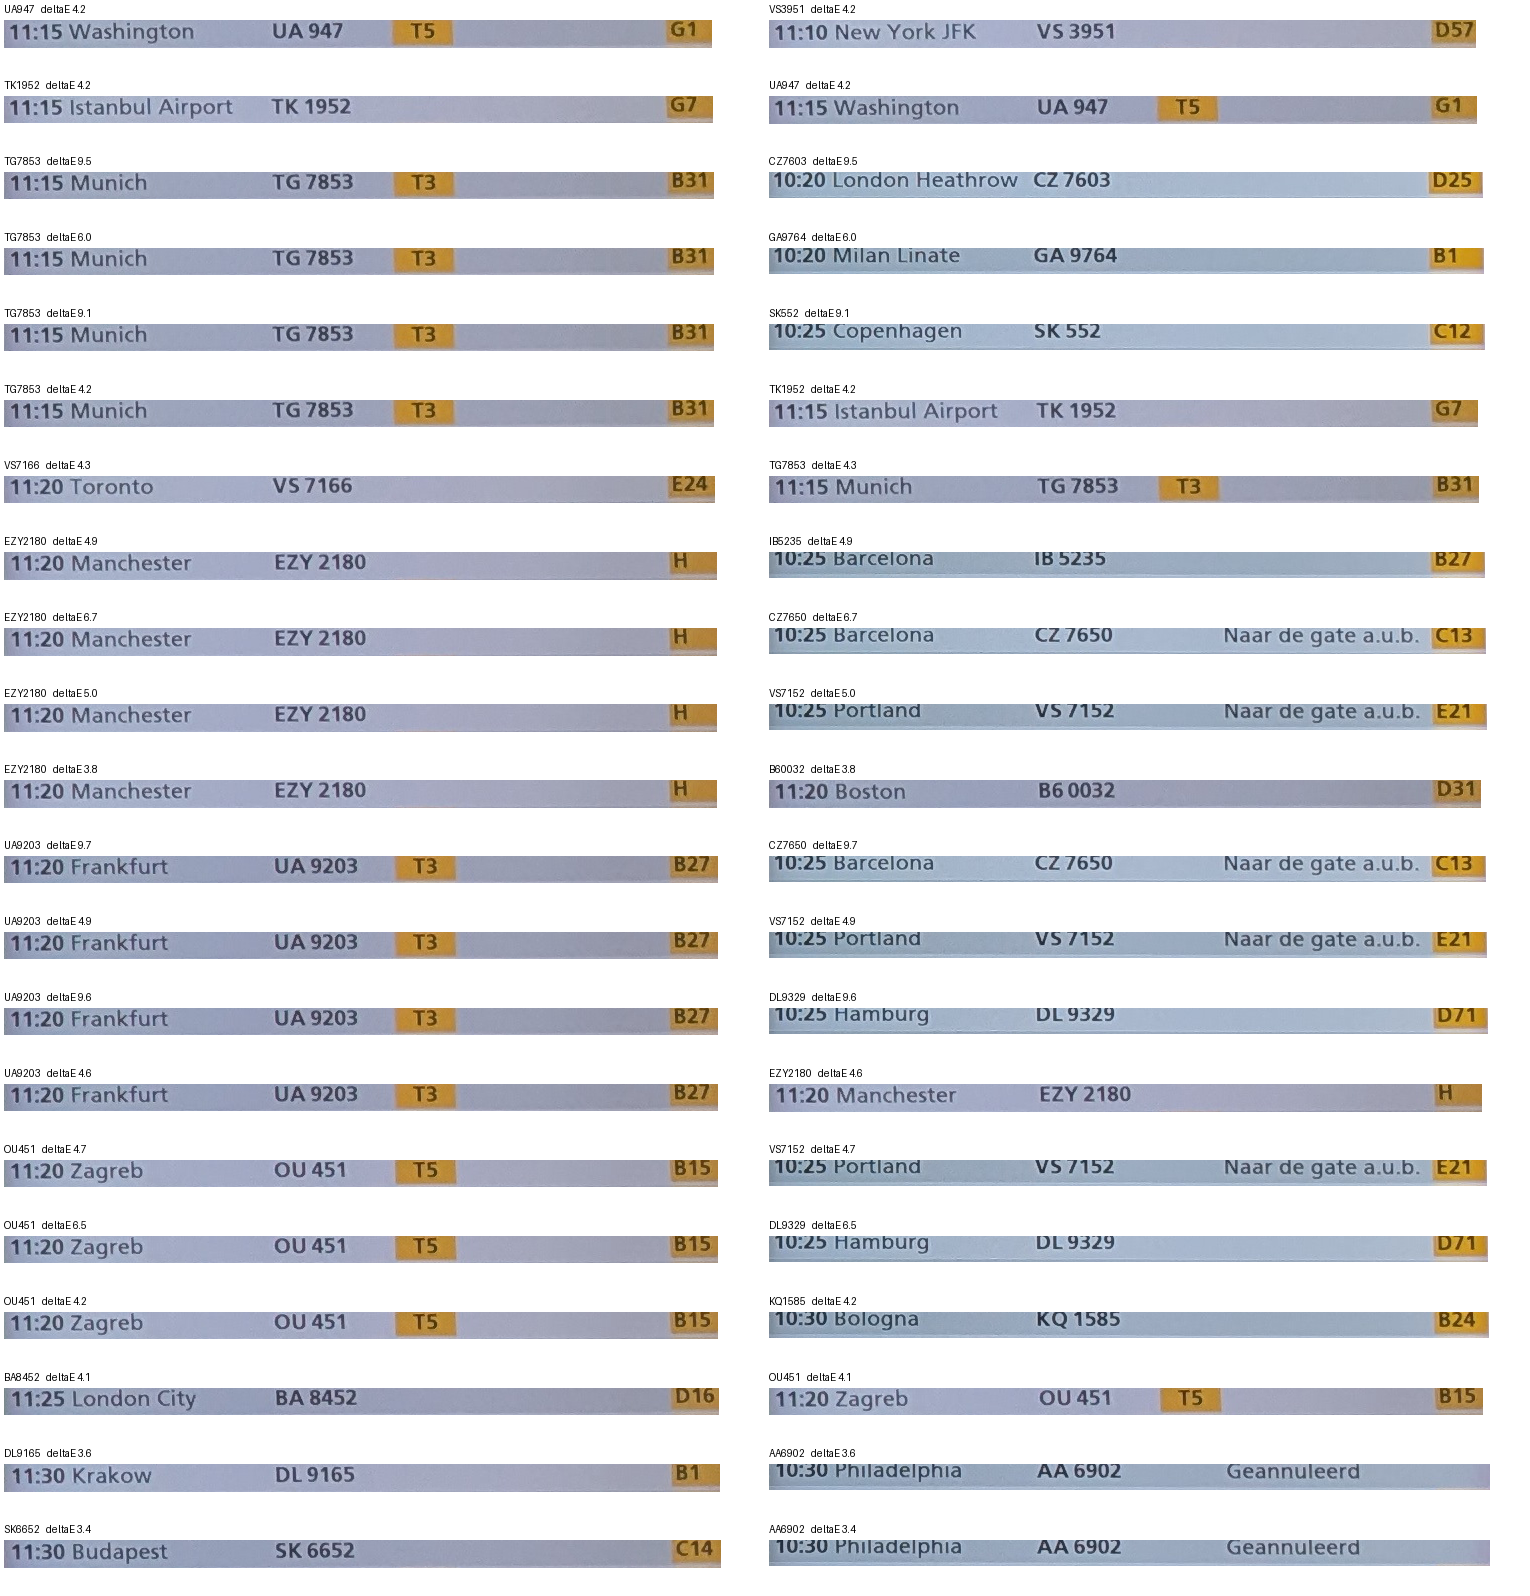 UA947 deltaE 4.2
11:15 Washington UA 947 T5 G1
VS3951 deltaE 4.2
11:10 New York JFK VS 3951 D57
TK1952 deltaE 4.2
11:15 Istanbul Airport TK 1952 G7
UA947 deltaE 4.2
11:15 Washington UA 947 T5 G1
TG7853 deltaE 9.5
11:15 Munich TG 7853 T3 B31
CZ7603 deltaE 9.5
10:20 London Heathrow CZ 7603 D25
TG7853 deltaE 6.0
11:15 Munich TG 7853 T3 B31
GA9764 deltaE 6.0
10:20 Milan Linate GA 9764 B1
TG7853 deltaE 9.1
11:15 Munich TG 7853 T3 B31
SK552 deltaE 9.1
10:25 Copenhagen SK 552 C12
TG7853 deltaE 4.2
11:15 Munich TG 7853 T3 B31
TK1952 deltaE 4.2
11:15 Istanbul Airport TK 1952 G7
VS7166 deltaE 4.3
11:20 Toronto VS 7166 E24
TG7853 deltaE 4.3
11:15 Munich TG 7853 T3 B31
EZY2180 deltaE 4.9
11:20 Manchester EZY 2180 H
IB5235 deltaE 4.9
10:25 Barcelona IB 5235 B27
EZY2180 deltaE 6.7
11:20 Manchester EZY 2180 H
CZ7650 deltaE 6.7
10:25 Barcelona CZ 7650 Naar de gate a.u.b. C13
EZY2180 deltaE 5.0
11:20 Manchester EZY 2180 H
VS7152 deltaE 5.0
10:25 Portland VS 7152 Naar de gate a.u.b. E21
EZY2180 deltaE 3.8
11:20 Manchester EZY 2180 H
B60032 deltaE 3.8
11:20 Boston B6 0032 D31
UA9203 deltaE 9.7
11:20 Frankfurt UA 9203 T3 B27
CZ7650 deltaE 9.7
10:25 Barcelona CZ 7650 Naar de gate a.u.b. C13
UA9203 deltaE 4.9
11:20 Frankfurt UA 9203 T3 B27
VS7152 deltaE 4.9
10:25 Portland VS 7152 Naar de gate a.u.b. E21
UA9203 deltaE 9.6
11:20 Frankfurt UA 9203 T3 B27
DL9329 deltaE 9.6
10:25 Hamburg DL 9329 D71
UA9203 deltaE 4.6
11:20 Frankfurt UA 9203 T3 B27
EZY2180 deltaE 4.6
11:20 Manchester EZY 2180 H
OU451 deltaE 4.7
11:20 Zagreb OU 451 T5 B15
VS7152 deltaE 4.7
10:25 Portland VS 7152 Naar de gate a.u.b. E21
OU451 deltaE 6.5
11:20 Zagreb OU 451 T5 B15
DL9329 deltaE 6.5
10:25 Hamburg DL 9329 D71
OU451 deltaE 4.2
11:20 Zagreb OU 451 T5 B15
KQ1585 deltaE 4.2
10:30 Bologna KQ 1585 B24
BA8452 deltaE 4.1
11:25 London City BA 8452 D16
OU451 deltaE 4.1
11:20 Zagreb OU 451 T5 B15
DL9165 deltaE 3.6
11:30 Krakow DL 9165 B1
AA6902 deltaE 3.6
10:30 Philadelphia AA 6902 Geannuleerd
SK6652 deltaE 3.4
11:30 Budapest SK 6652 C14
AA6902 deltaE 3.4
10:30 Philadelphia AA 6902 Geannuleerd